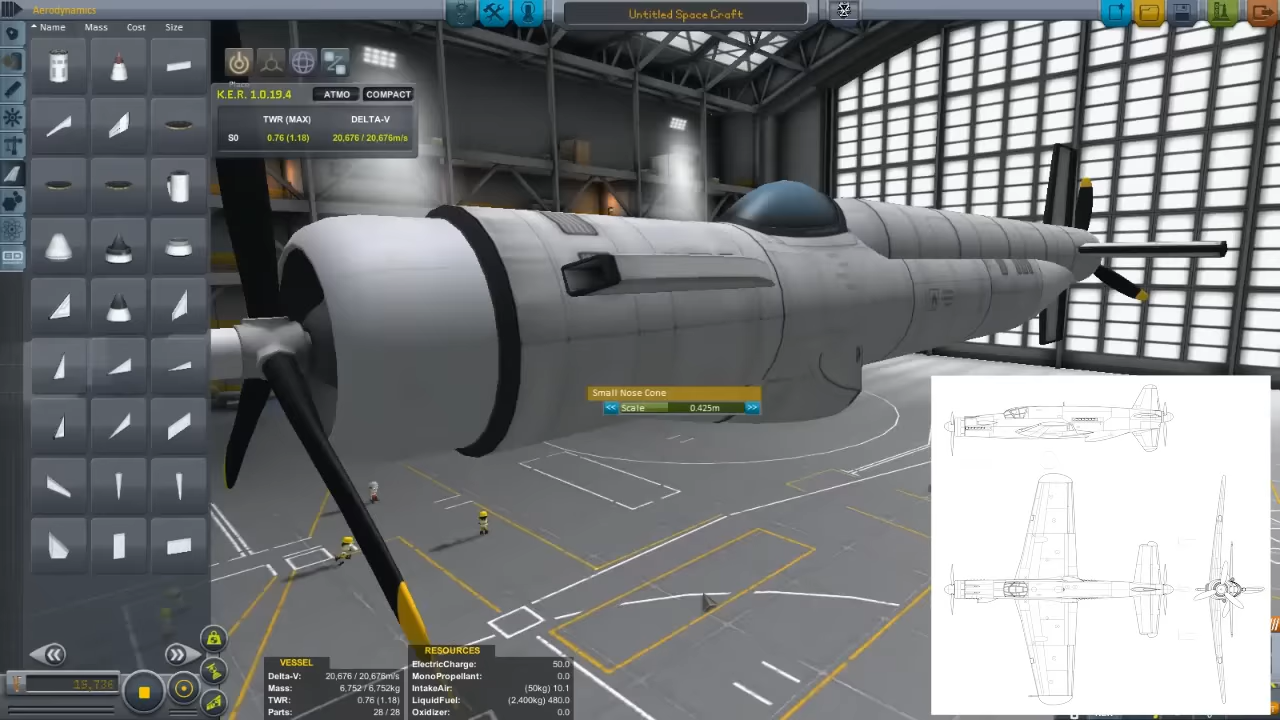 Aerodynamics
Untitled Space Craft
Name Mass Cost Size
K.E.R. 1.0.19.4 ATMO COMPACT
TWR (MAX) DELTA-V
S0 0.76 (1.18) 20,676 / 20,676m/s
Small Nose Cone
<< Scale 0.425m >>
VESSEL
Delta-V: 20,676 / 20,676m/s
Mass: 6,752 / 6,752kg
TWR: 0.76 (1.18)
Parts: 28 / 28
RESOURCES
ElectricCharge: 50.0
MonoPropellant: 0.0
IntakeAir: (50kg) 10.1
LiquidFuel: (2,400kg) 480.0
Oxidizer: 0.0